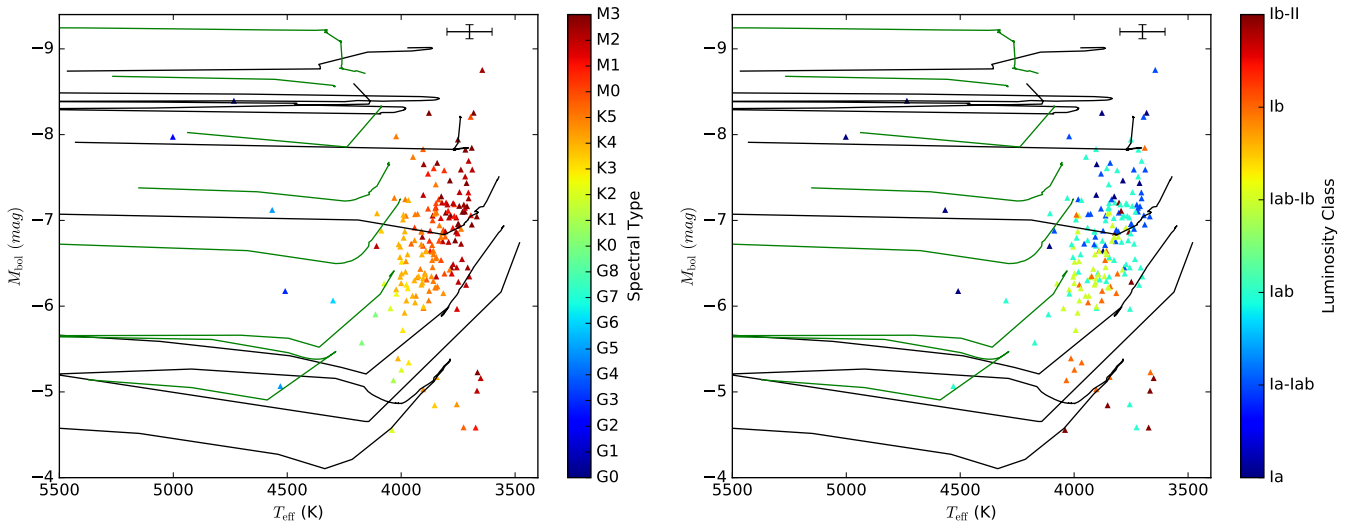 −9
−8
−7
−6
−5
−4
M_bol (mag)
5500 5000 4500 4000 3500
T_eff (K)
M3
M2
M1
M0
K5
K4
K3
K2
K1
K0
G8
G7
G6
G5
G4
G3
G2
G1
G0
Spectral Type
−9
−8
−7
−6
−5
−4
M_bol (mag)
5500 5000 4500 4000 3500
T_eff (K)
Ib-II
Ib
Iab-Ib
Iab
Ia-Iab
Ia
Luminosity Class